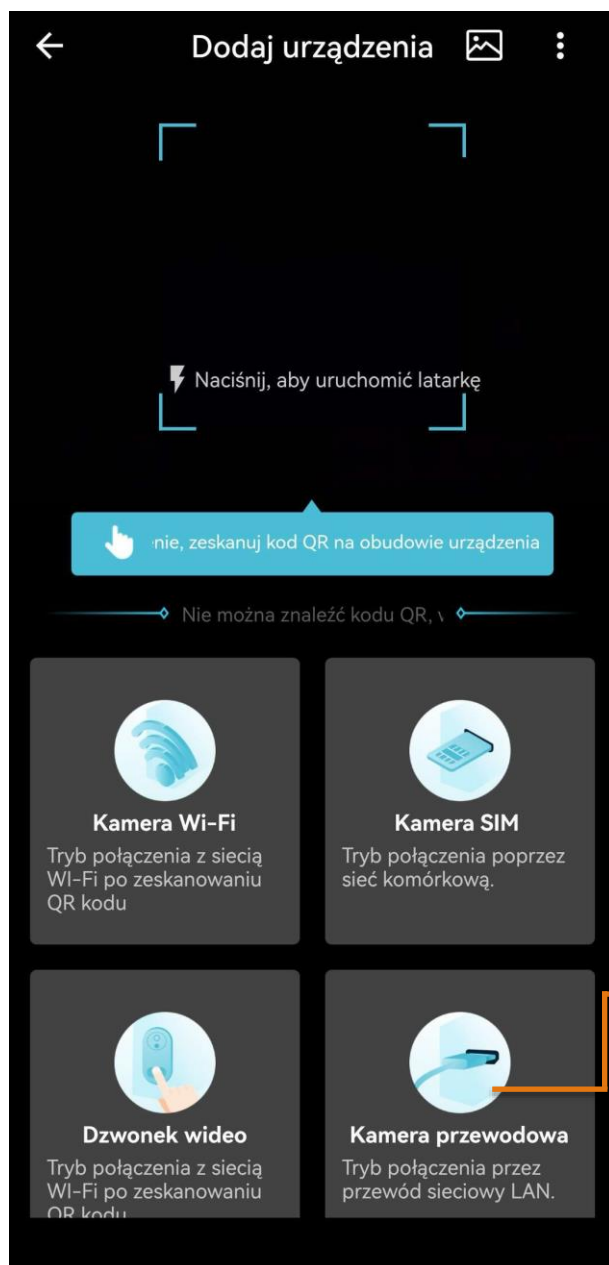 Dodaj urządzenia
Naciśnij, aby uruchomić latarkę
nie, zeskanuj kod QR na obudowie urządzenia
Nie można znaleźć kodu QR,
Kamera Wi-Fi
Tryb połączenia z siecią
WI-Fi po zeskanowaniu
QR kodu
Kamera SIM
Tryb połączenia poprzez
sieć komórkową.
Dzwonek wideo
Tryb połączenia z siecią
WI-Fi po zeskanowaniu
QR kodu
Kamera przewodowa
Tryb połączenia przez
przewód sieciowy LAN.